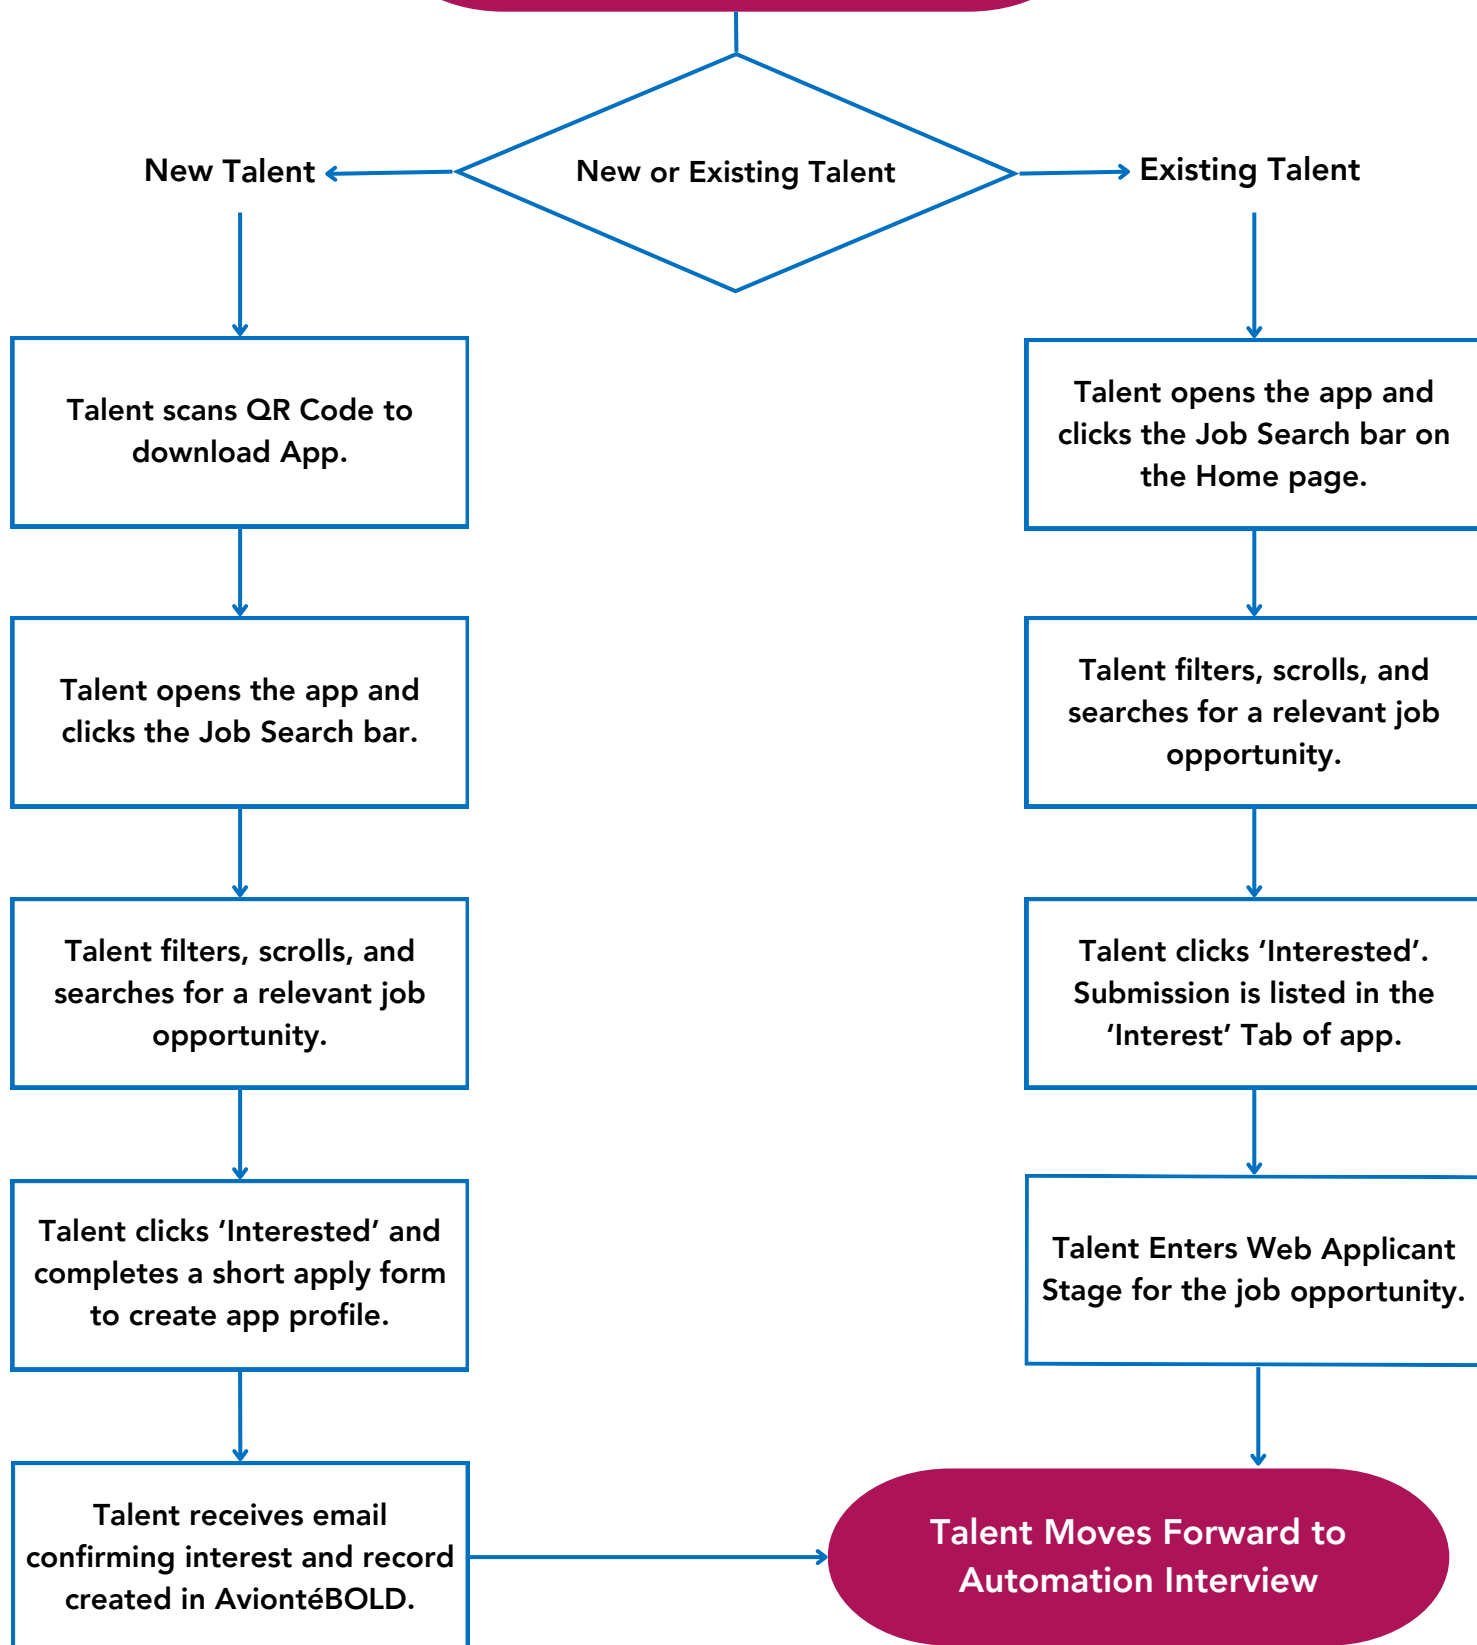 New or Existing Talent
New Talent
Existing Talent
Talent scans QR Code to
download App.
Talent opens the app and
clicks the Job Search bar.
Talent filters, scrolls, and
searches for a relevant job
opportunity.
Talent clicks ‘Interested’ and
completes a short apply form
to create app profile.
Talent receives email
confirming interest and record
created in AviontéBOLD.
Talent opens the app and
clicks the Job Search bar on
the Home page.
Talent filters, scrolls, and
searches for a relevant job
opportunity.
Talent clicks ‘Interested’.
Submission is listed in the
‘Interest’ Tab of app.
Talent Enters Web Applicant
Stage for the job opportunity.
Talent Moves Forward to
Automation Interview